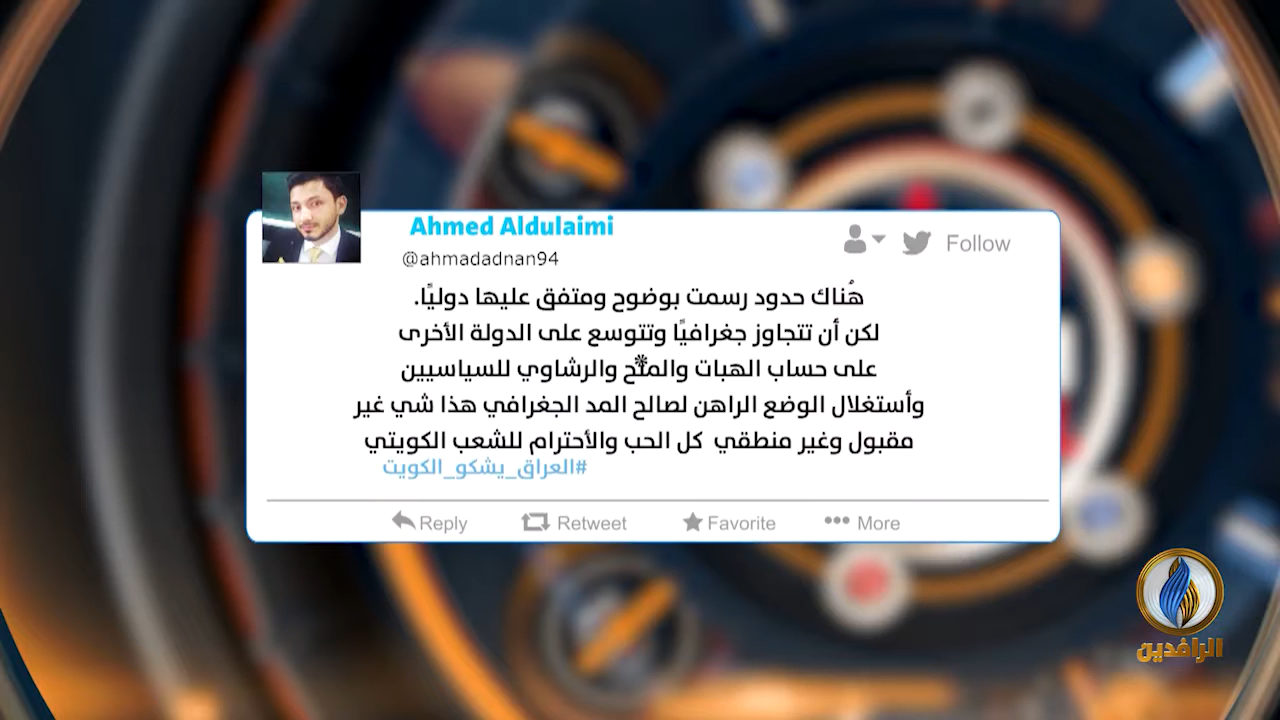 Ahmed Aldulaimi
@ahmadadnan94
Follow
هُناك حدود رسمت بوضوح ومتفق عليها دوليًا.
لكن أن تتجاوز جغرافيًا وتتوسع على الدولة الأخرى
على حساب الهبات والمنح والرشاوي للسياسيين
وأستغلال الوضع الراهن لصالح المد الجغرافي هذا شي غير
مقبول وغير منطقي كل الحب والأحترام للشعب الكويتي
#العراق_يشكو_الكويت
Reply Retweet Favorite More
الرافدين